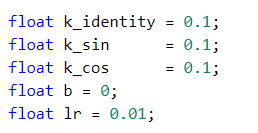 float k_identity = 0.1;
float k_sin      = 0.1;
float k_cos      = 0.1;
float b = 0;
float lr = 0.01;